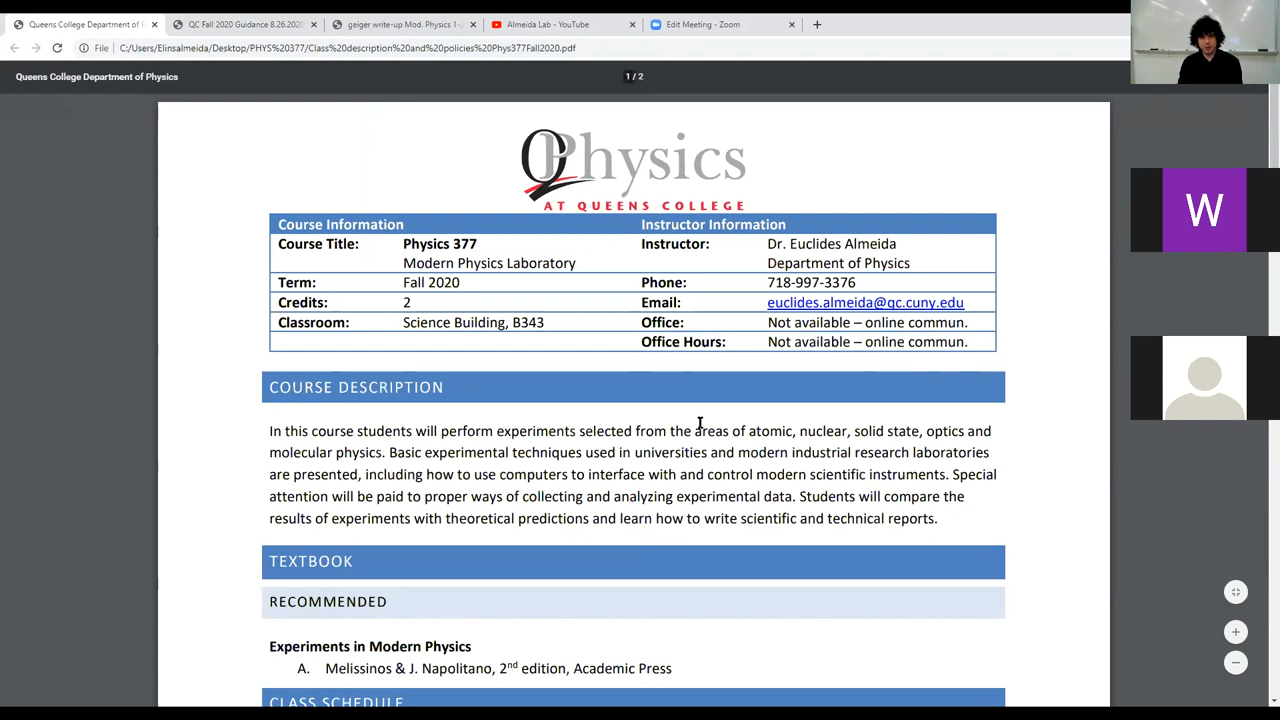 Queens College Department of P
QC Fall 2020 Guidance 8.26.2020
geiger write-up Mod. Physics 1-2
Almeida Lab - YouTube
Edit Meeting - Zoom
File C:/Users/Elinsalmeida/Desktop/PHYS%20377/Class%20description%20and%20policies%20Phys377Fall2020.pdf
Queens College Department of Physics
1 / 2
QPhysics
AT QUEENS COLLEGE
Course Information Instructor Information
Course Title: Physics 377 Instructor: Dr. Euclides Almeida
Modern Physics Laboratory Department of Physics
Term: Fall 2020 Phone: 718-997-3376
Credits: 2 Email: euclides.almeida@qc.cuny.edu
Classroom: Science Building, B343 Office: Not available – online commun.
Office Hours: Not available – online commun.
COURSE DESCRIPTION
In this course students will perform experiments selected from the areas of atomic, nuclear, solid state, optics and
molecular physics. Basic experimental techniques used in universities and modern industrial research laboratories
are presented, including how to use computers to interface with and control modern scientific instruments. Special
attention will be paid to proper ways of collecting and analyzing experimental data. Students will compare the
results of experiments with theoretical predictions and learn how to write scientific and technical reports.
TEXTBOOK
RECOMMENDED
Experiments in Modern Physics
A. Melissinos & J. Napolitano, 2nd edition, Academic Press
CLASS SCHEDULE
W